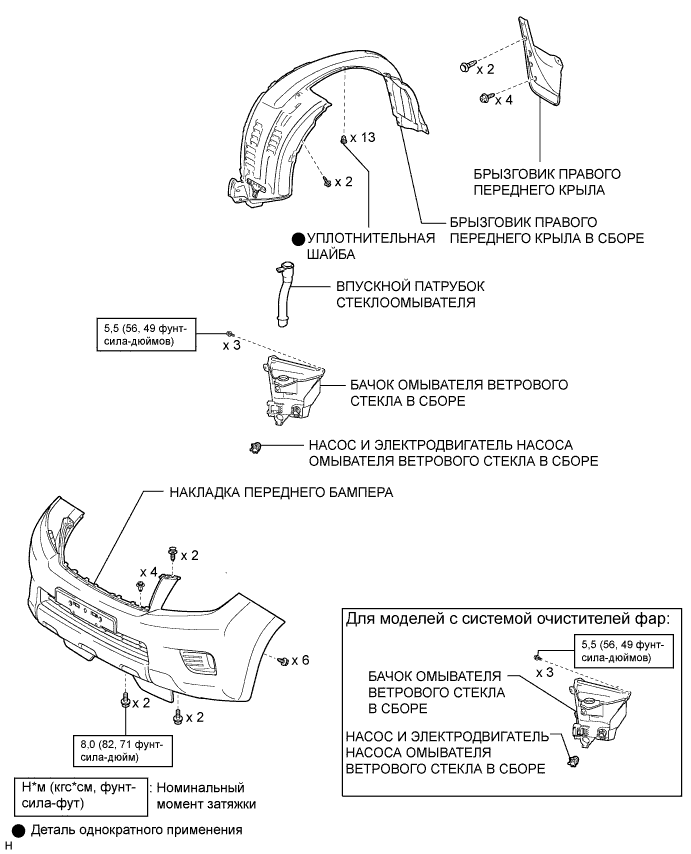 x 2
x 4
x 13
x 2
БРЫЗГОВИК ПРАВОГО
ПЕРЕДНЕГО КРЫЛА
БРЫЗГОВИК ПРАВОГО
ПЕРЕДНЕГО КРЫЛА В СБОРЕ
УПЛОТНИТЕЛЬНАЯ
ШАЙБА
ВПУСКНОЙ ПАТРУБОК
СТЕКЛООМЫВАТЕЛЯ
5,5 (56, 49 фунт-
сила-дюймов)
x 3
БАЧОК ОМЫВАТЕЛЯ ВЕТРОВОГО
СТЕКЛА В СБОРЕ
НАСОС И ЭЛЕКТРОДВИГАТЕЛЬ НАСОСА
ОМЫВАТЕЛЯ ВЕТРОВОГО СТЕКЛА В СБОРЕ
НАКЛАДКА ПЕРЕДНЕГО БАМПЕРА
x 2
x 4
x 6
x 2
x 2
8,0 (82, 71 фунт-
сила-дюйм)
Для моделей с системой очистителей фар:
5,5 (56, 49 фунт-
сила-дюймов)
x 3
БАЧОК ОМЫВАТЕЛЯ
ВЕТРОВОГО СТЕКЛА
В СБОРЕ
НАСОС И ЭЛЕКТРОДВИГАТЕЛЬ
НАСОСА ОМЫВАТЕЛЯ
ВЕТРОВОГО СТЕКЛА В СБОРЕ
Н*м (кгс*см, фунт-
сила-фут)
: Номинальный
момент затяжки
Деталь однократного применения
H